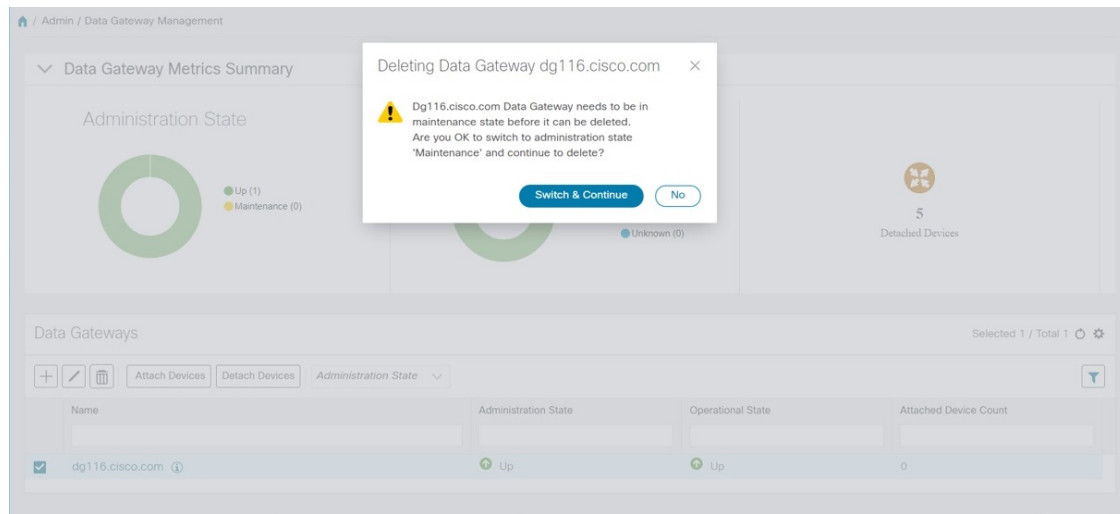 / Admin / Data Gateway Management
Data Gateway Metrics Summary
Administration State
Up (1)
Maintenance (0)
Deleting Data Gateway dg116.cisco.com
Dg116.cisco.com Data Gateway needs to be in
maintenance state before it can be deleted.
Are you OK to switch to administration state
'Maintenance' and continue to delete?
Switch & Continue No
Unknown (0)
5
Detached Devices
Data Gateways Selected 1 / Total 1
Attach Devices Detach Devices Administration State
Name Administration State Operational State Attached Device Count
dg116.cisco.com Up Up 0